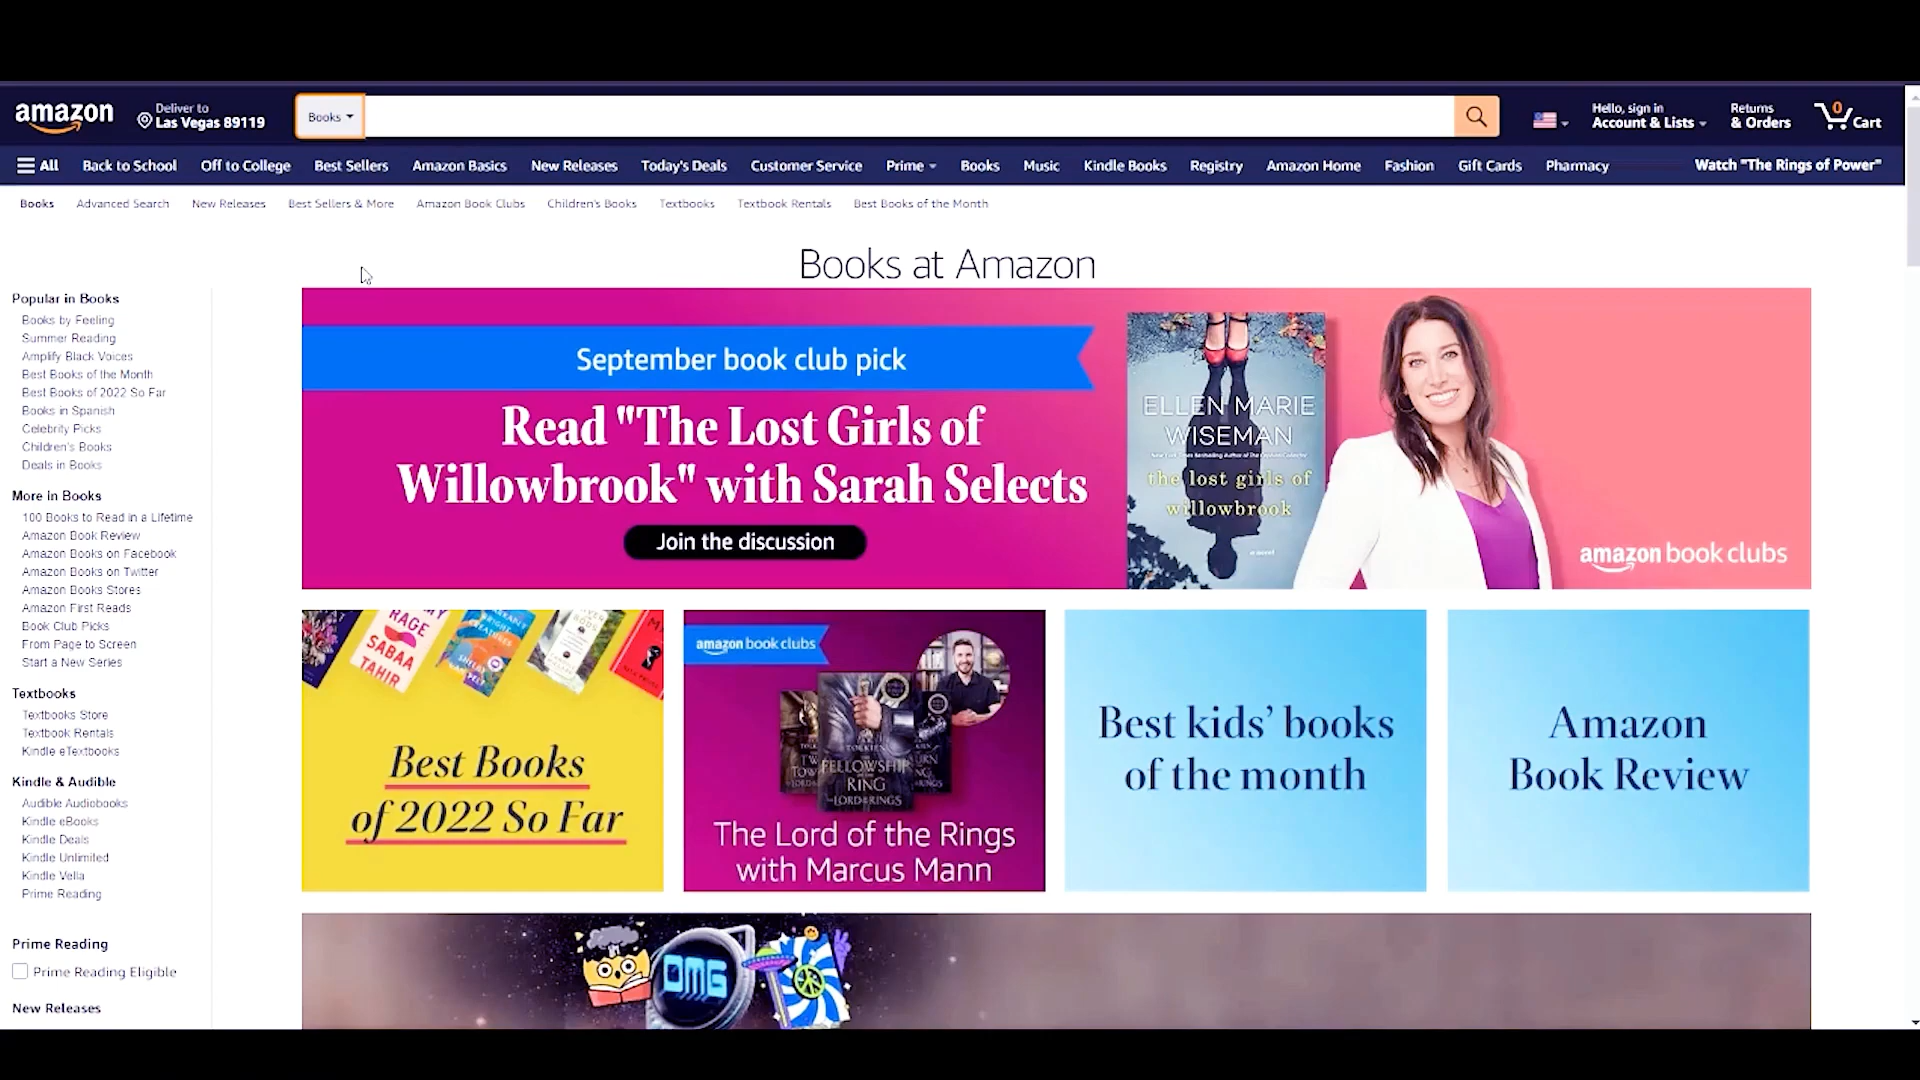 amazon
Deliver to
Las Vegas 89119
Books
Hello, sign in
Account & Lists
Returns
& Orders
0
Cart
All
Back to School
Off to College
Best Sellers
Amazon Basics
New Releases
Today's Deals
Customer Service
Prime
Books
Music
Kindle Books
Registry
Amazon Home
Fashion
Gift Cards
Pharmacy
Watch "The Rings of Power"
Books
Advanced Search
New Releases
Best Sellers & More
Amazon Book Clubs
Children's Books
Textbooks
Textbook Rentals
Best Books of the Month
Books at Amazon
Popular in Books
Books by Feeling
Summer Reading
Amplify Black Voices
Best Books of the Month
Best Books of 2022 So Far
Books in Spanish
Celebrity Picks
Children's Books
Deals in Books
More in Books
100 Books to Read in a Lifetime
Amazon Book Review
Amazon Books on Facebook
Amazon Books on Twitter
Amazon Books Stores
Amazon First Reads
Book Club Picks
From Page to Screen
Start a New Series
Textbooks
Textbooks Store
Textbook Rentals
Kindle eTextbooks
Kindle & Audible
Audible Audiobooks
Kindle eBooks
Kindle Deals
Kindle Unlimited
Kindle Vella
Prime Reading
Prime Reading
Prime Reading Eligible
New Releases
September book club pick
Read "The Lost Girls of
Willowbrook" with Sarah Selects
Join the discussion
ELLEN MARIE
WISEMAN
the lost girls of
willowbrook
a novel
amazon book clubs
RAGE
SABAA
TAHIR
Best Books
of 2022 So Far
amazon book clubs
TOLKIEN
FELLOWSHIP
RING
LORD RINGS
The Lord of the Rings
with Marcus Mann
Best kids' books
of the month
Amazon
Book Review
OMG